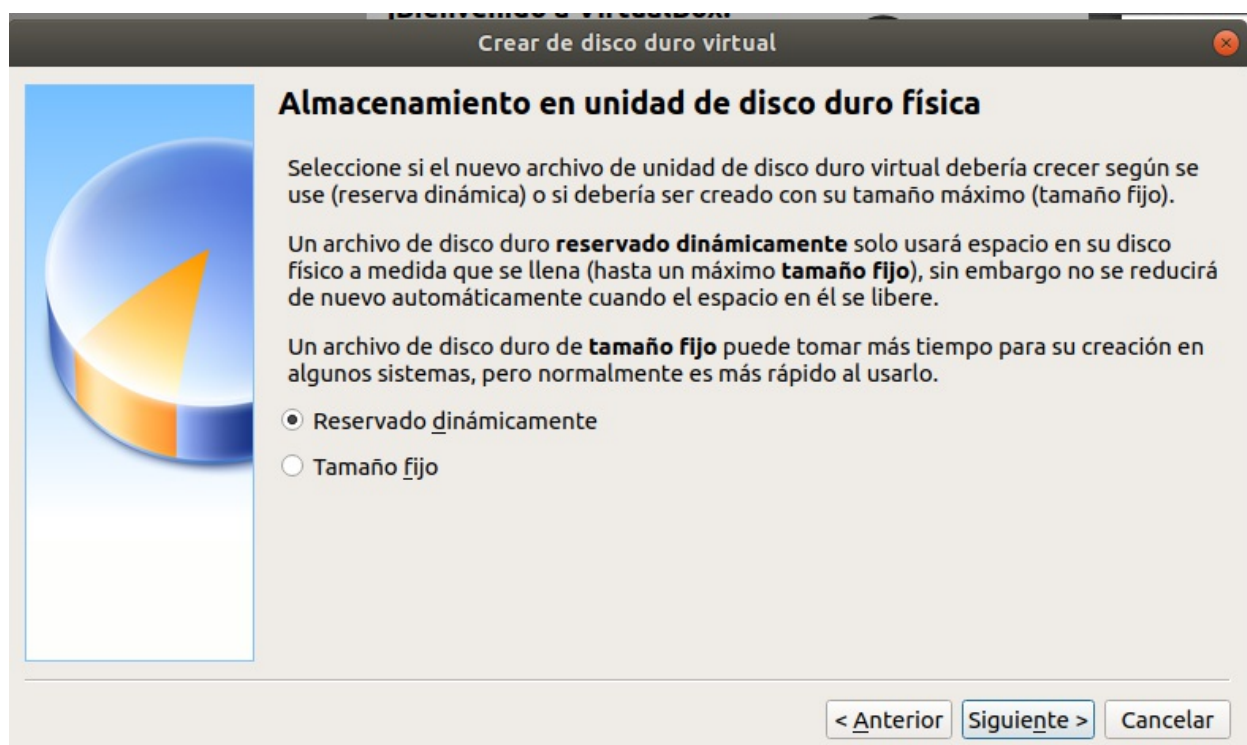 ¡Bienvenido a VirtualBox!
Crear de disco duro virtual
Almacenamiento en unidad de disco duro física
Seleccione si el nuevo archivo de unidad de disco duro virtual debería crecer según se
use (reserva dinámica) o si debería ser creado con su tamaño máximo (tamaño fijo).
Un archivo de disco duro reservado dinámicamente solo usará espacio en su disco
físico a medida que se llena (hasta un máximo tamaño fijo), sin embargo no se reducirá
de nuevo automáticamente cuando el espacio en él se libere.
Un archivo de disco duro de tamaño fijo puede tomar más tiempo para su creación en
algunos sistemas, pero normalmente es más rápido al usarlo.
Reservado dinámicamente
Tamaño fijo
< Anterior
Siguiente >
Cancelar